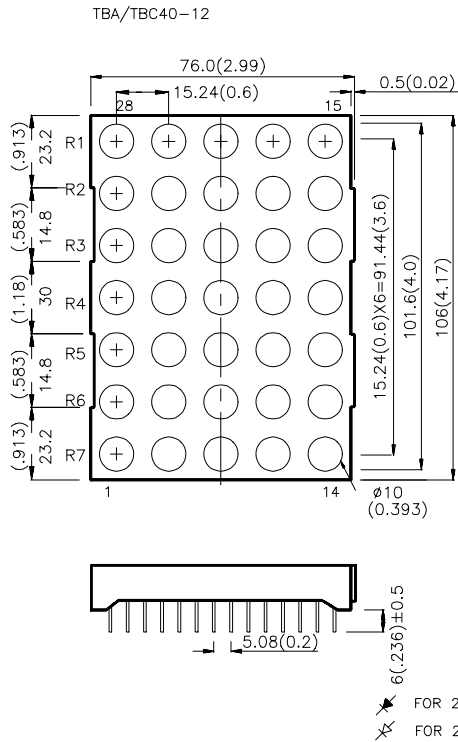 TBA/TBC40-12
76.0(2.99)
15.24(0.6)
0.5(0.02)
28
15
R1
R2
R3
R4
R5
R6
R7
(.913)
23.2
(.583)
14.8
(1.18)
30
(.583)
14.8
(.913)
23.2
15.24(0.6)X6=91.44(3.6)
101.6(4.0)
106(4.17)
1
14
ø10
(0.393)
5.08(0.2)
6(.236)±0.5
FOR 2
FOR 2